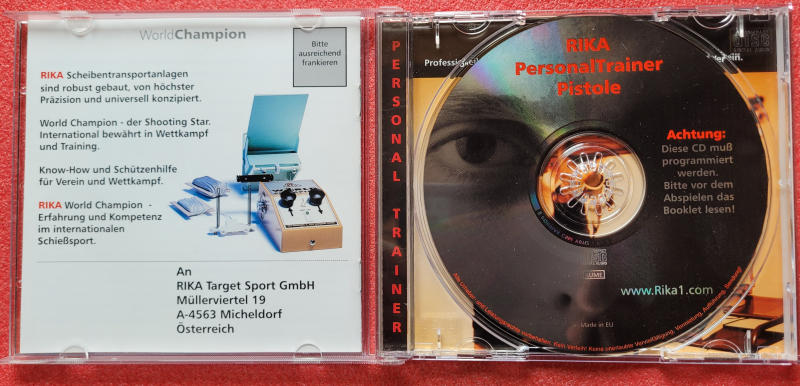 WorldChampion
Bitte
ausreichend
frankieren
RIKA Scheibentransportanlagen
sind robust gebaut, von höchster
Präzision und universell konzipiert.
World Champion - der Shooting Star.
International bewährt in Wettkampf
und Training.
Know-How und Schützenhilfe
für Verein und Wettkampf.
RIKA World Champion -
Erfahrung und Kompetenz
im internationalen
Schießsport.
An
RIKA Target Sport GmbH
Müllerviertel 19
A-4563 Micheldorf
Österreich
PERSONAL TRAINER
RIKA
PersonalTrainer
Pistole
Achtung:
Diese CD muß
programmiert
werden.
Bitte vor dem
Abspielen das
Booklet lesen!
www.Rika1.com
Made in EU